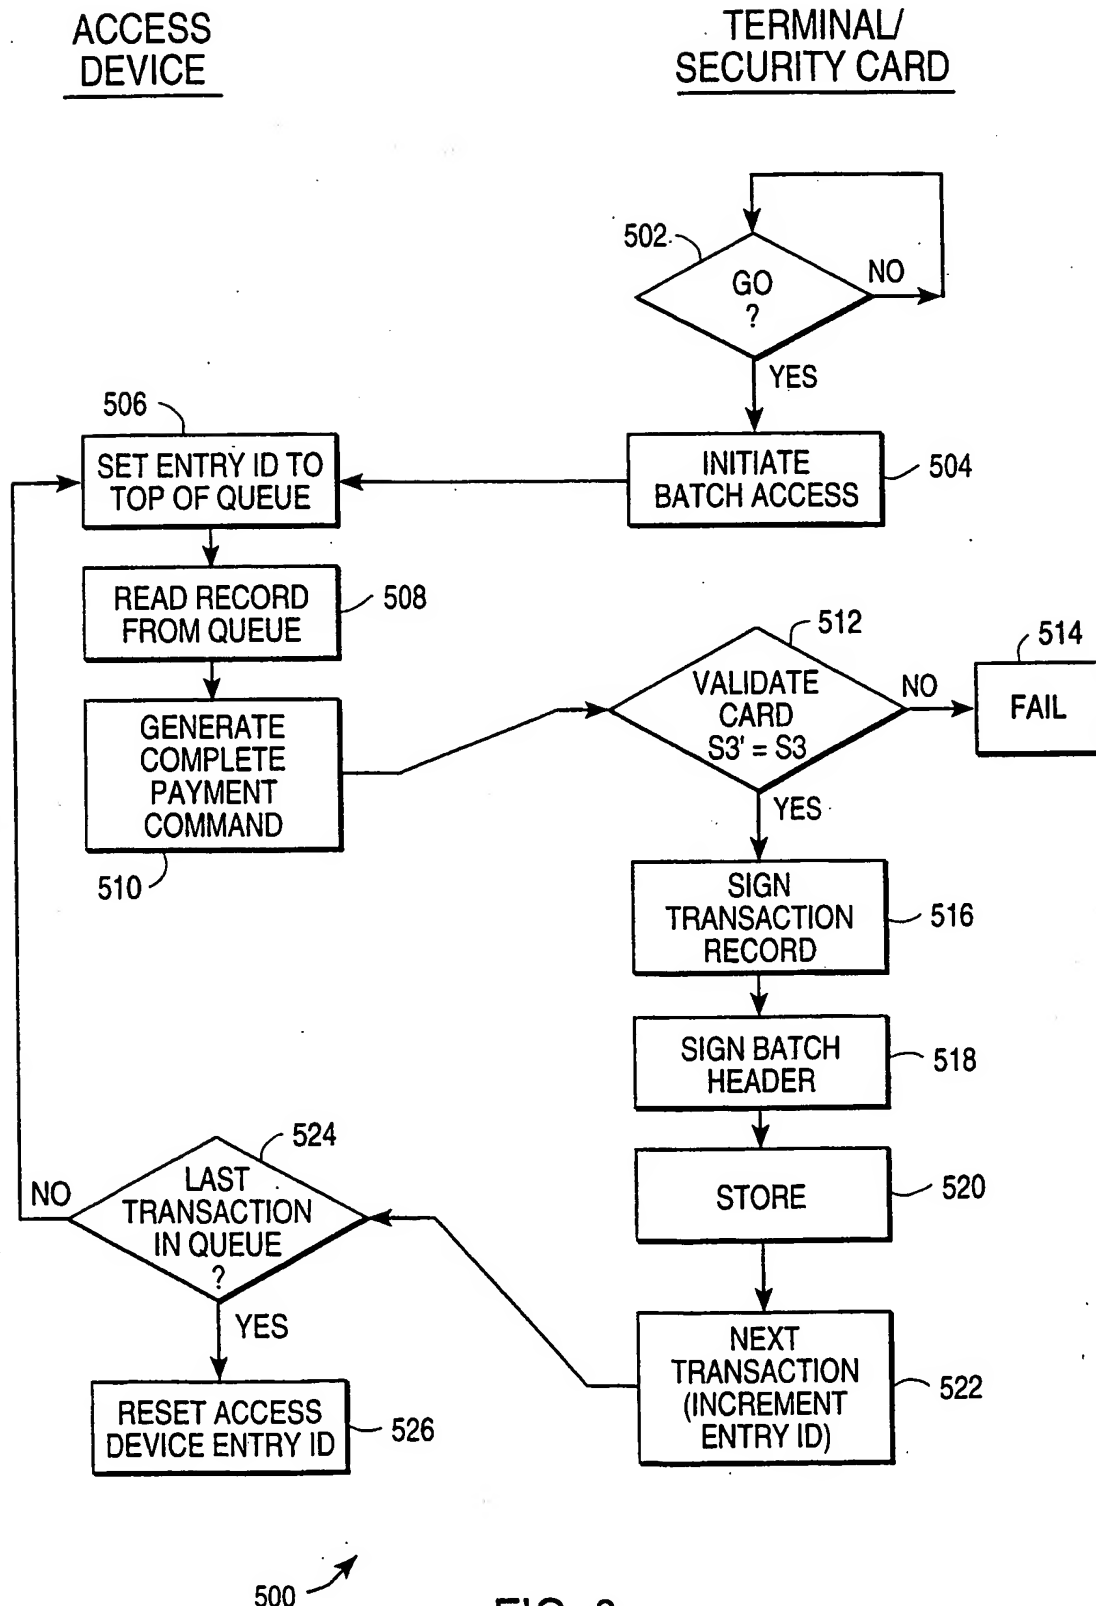 ACCESS
DEVICE
TERMINAL/
SECURITY CARD
502
GO
?
NO
YES
506
SET ENTRY ID TO
TOP OF QUEUE
INITIATE
BATCH ACCESS
504
READ RECORD
FROM QUEUE
508
512
VALIDATE
CARD
S3' = S3
NO
514
FAIL
YES
GENERATE
COMPLETE
PAYMENT
COMMAND
510
SIGN
TRANSACTION
RECORD
516
SIGN BATCH
HEADER
518
STORE
520
524
LAST
TRANSACTION
IN QUEUE
?
NO
YES
NEXT
TRANSACTION
(INCREMENT
ENTRY ID)
522
RESET ACCESS
DEVICE ENTRY ID
526
500